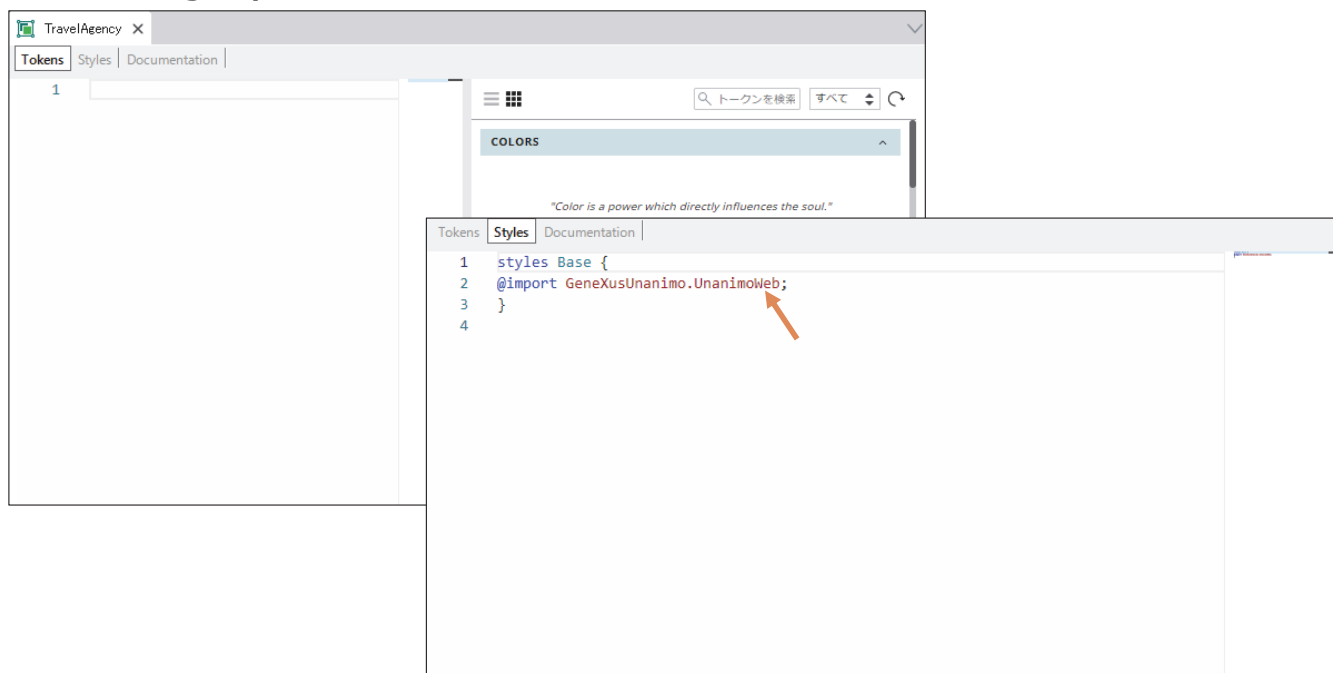 TravelAgency
Tokens Styles Documentation
1
トークンを検索 すべて
COLORS
"Color is a power which directly influences the soul."
Tokens Styles Documentation
1 styles Base {
2 @import GeneXusUnanimo.UnanimoWeb;
3 }
4